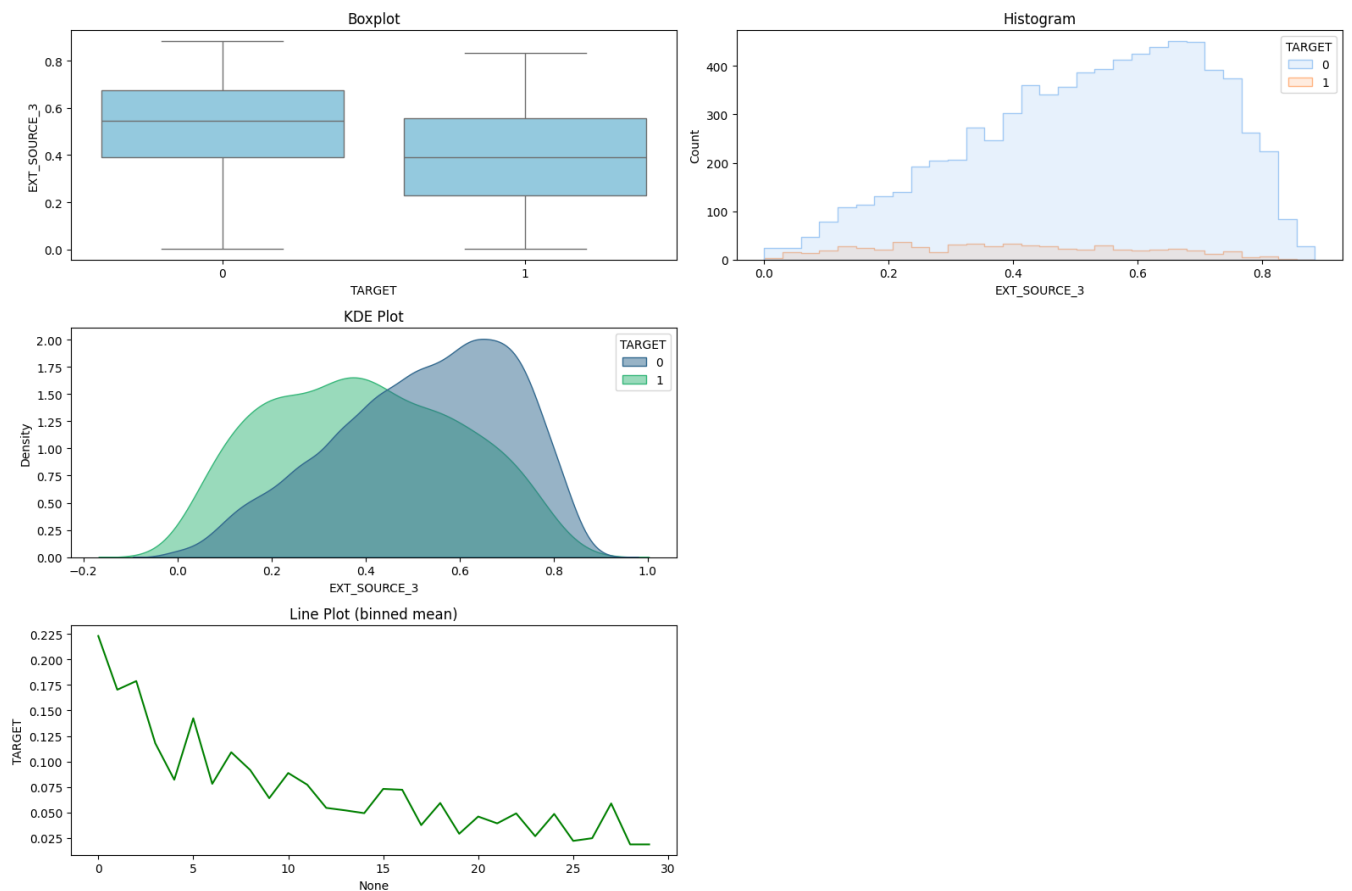 Boxplot
EXT_SOURCE_3
0.8
0.6
0.4
0.2
0.0
0 1
TARGET
Histogram
Count
400
300
200
100
0
TARGET
0
1
0.0 0.2 0.4 0.6 0.8
EXT_SOURCE_3
KDE Plot
Density
2.00
1.75
1.50
1.25
1.00
0.75
0.50
0.25
0.00
TARGET
0
1
−0.2 0.0 0.2 0.4 0.6 0.8 1.0
EXT_SOURCE_3
Line Plot (binned mean)
TARGET
0.225
0.200
0.175
0.150
0.125
0.100
0.075
0.050
0.025
0 5 10 15 20 25 30
None